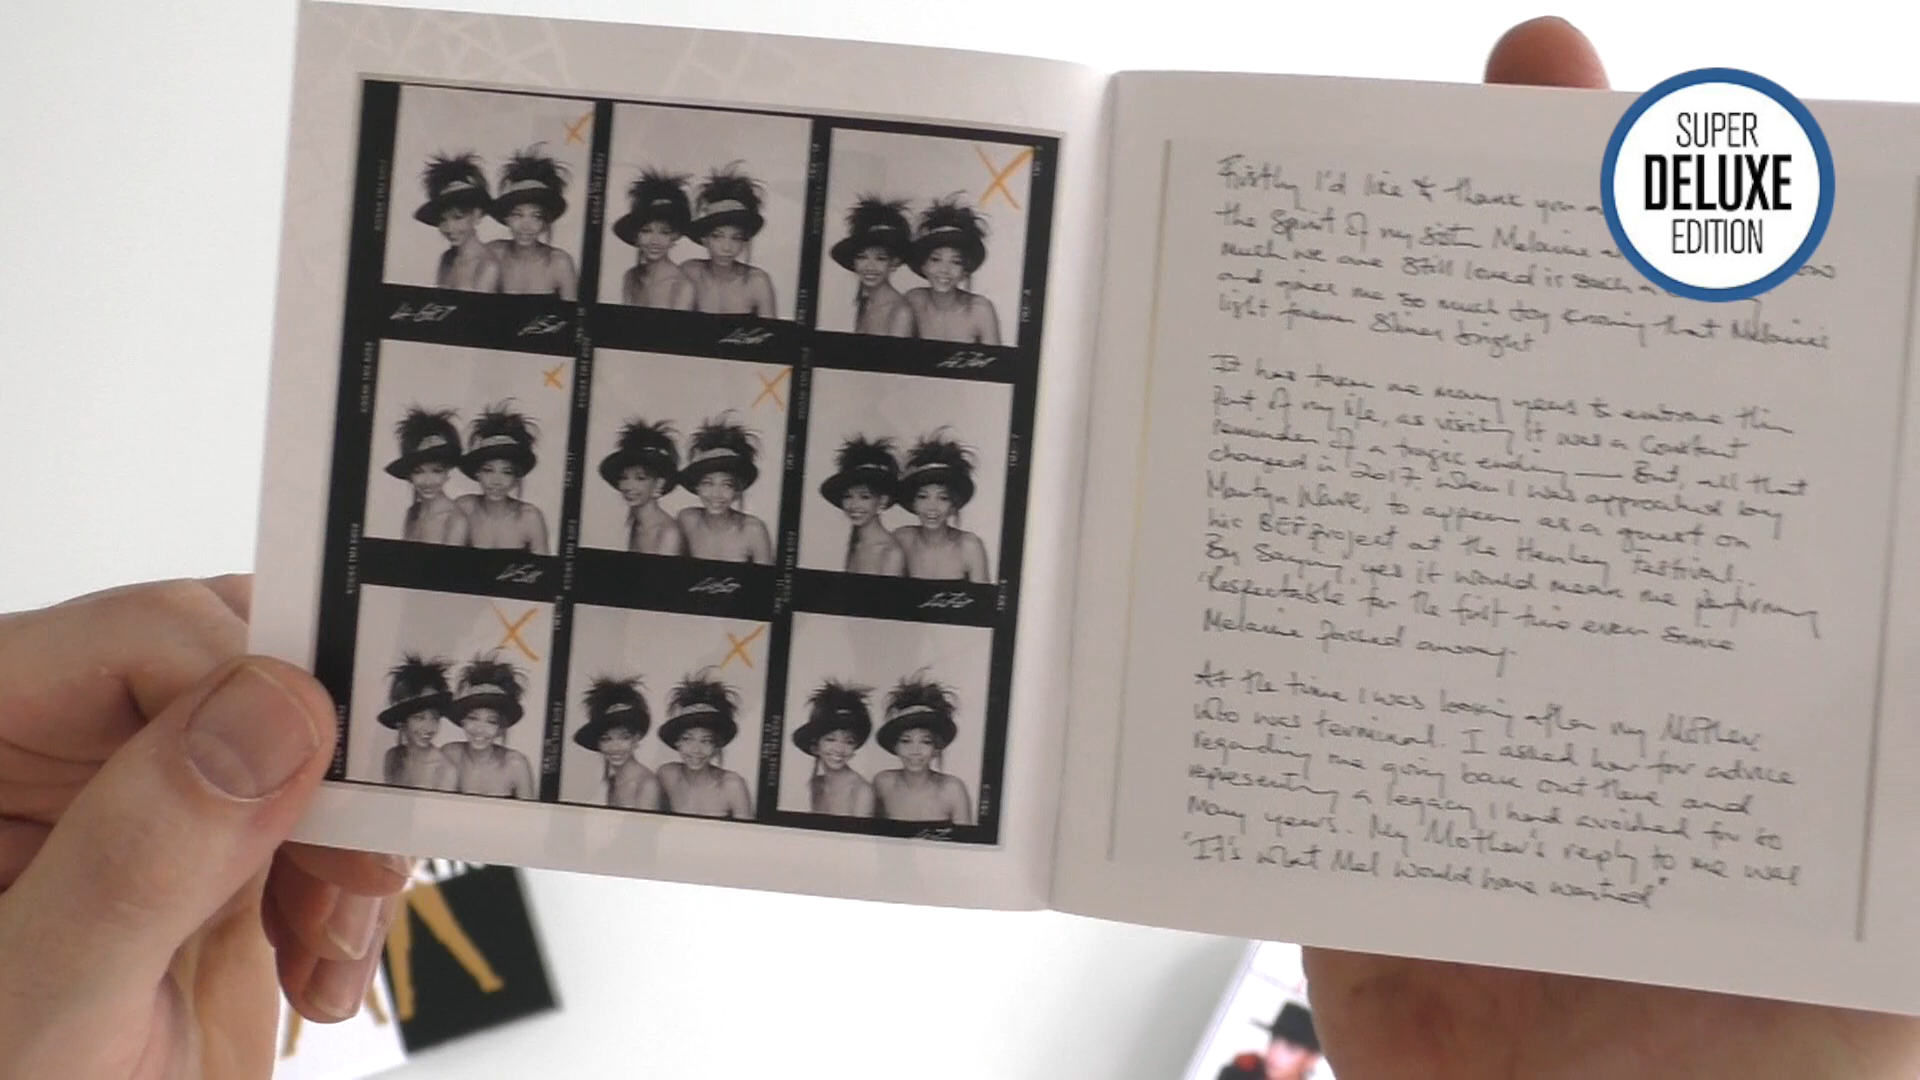 SUPER
DELUXE
EDITION
Firstly I'd like to thank you
the Spirit of my sister Melanie
much we are still loved is such a
and gives me so much joy knowing that Melanie's
light forever Shines bright
It has taken me many years to embrace this
Part of my life, as visiting it was a Constant
reminder of a tragic ending — But, all that
changed in 2017. When I was approached by
Martyn Ware, to appear as a guest on
his BEF project at the Henley Festival.
By Saying, yes it would mean me performing
'Respectable' for the first time ever since
Melanie Passed away.
At the time I was looking after my Mother,
who was terminal. I asked her for advice
regarding me going back out there and
representing a legacy I had avoided for so
Many years. My Mother's reply to me was
"It's what Mel would have wanted"